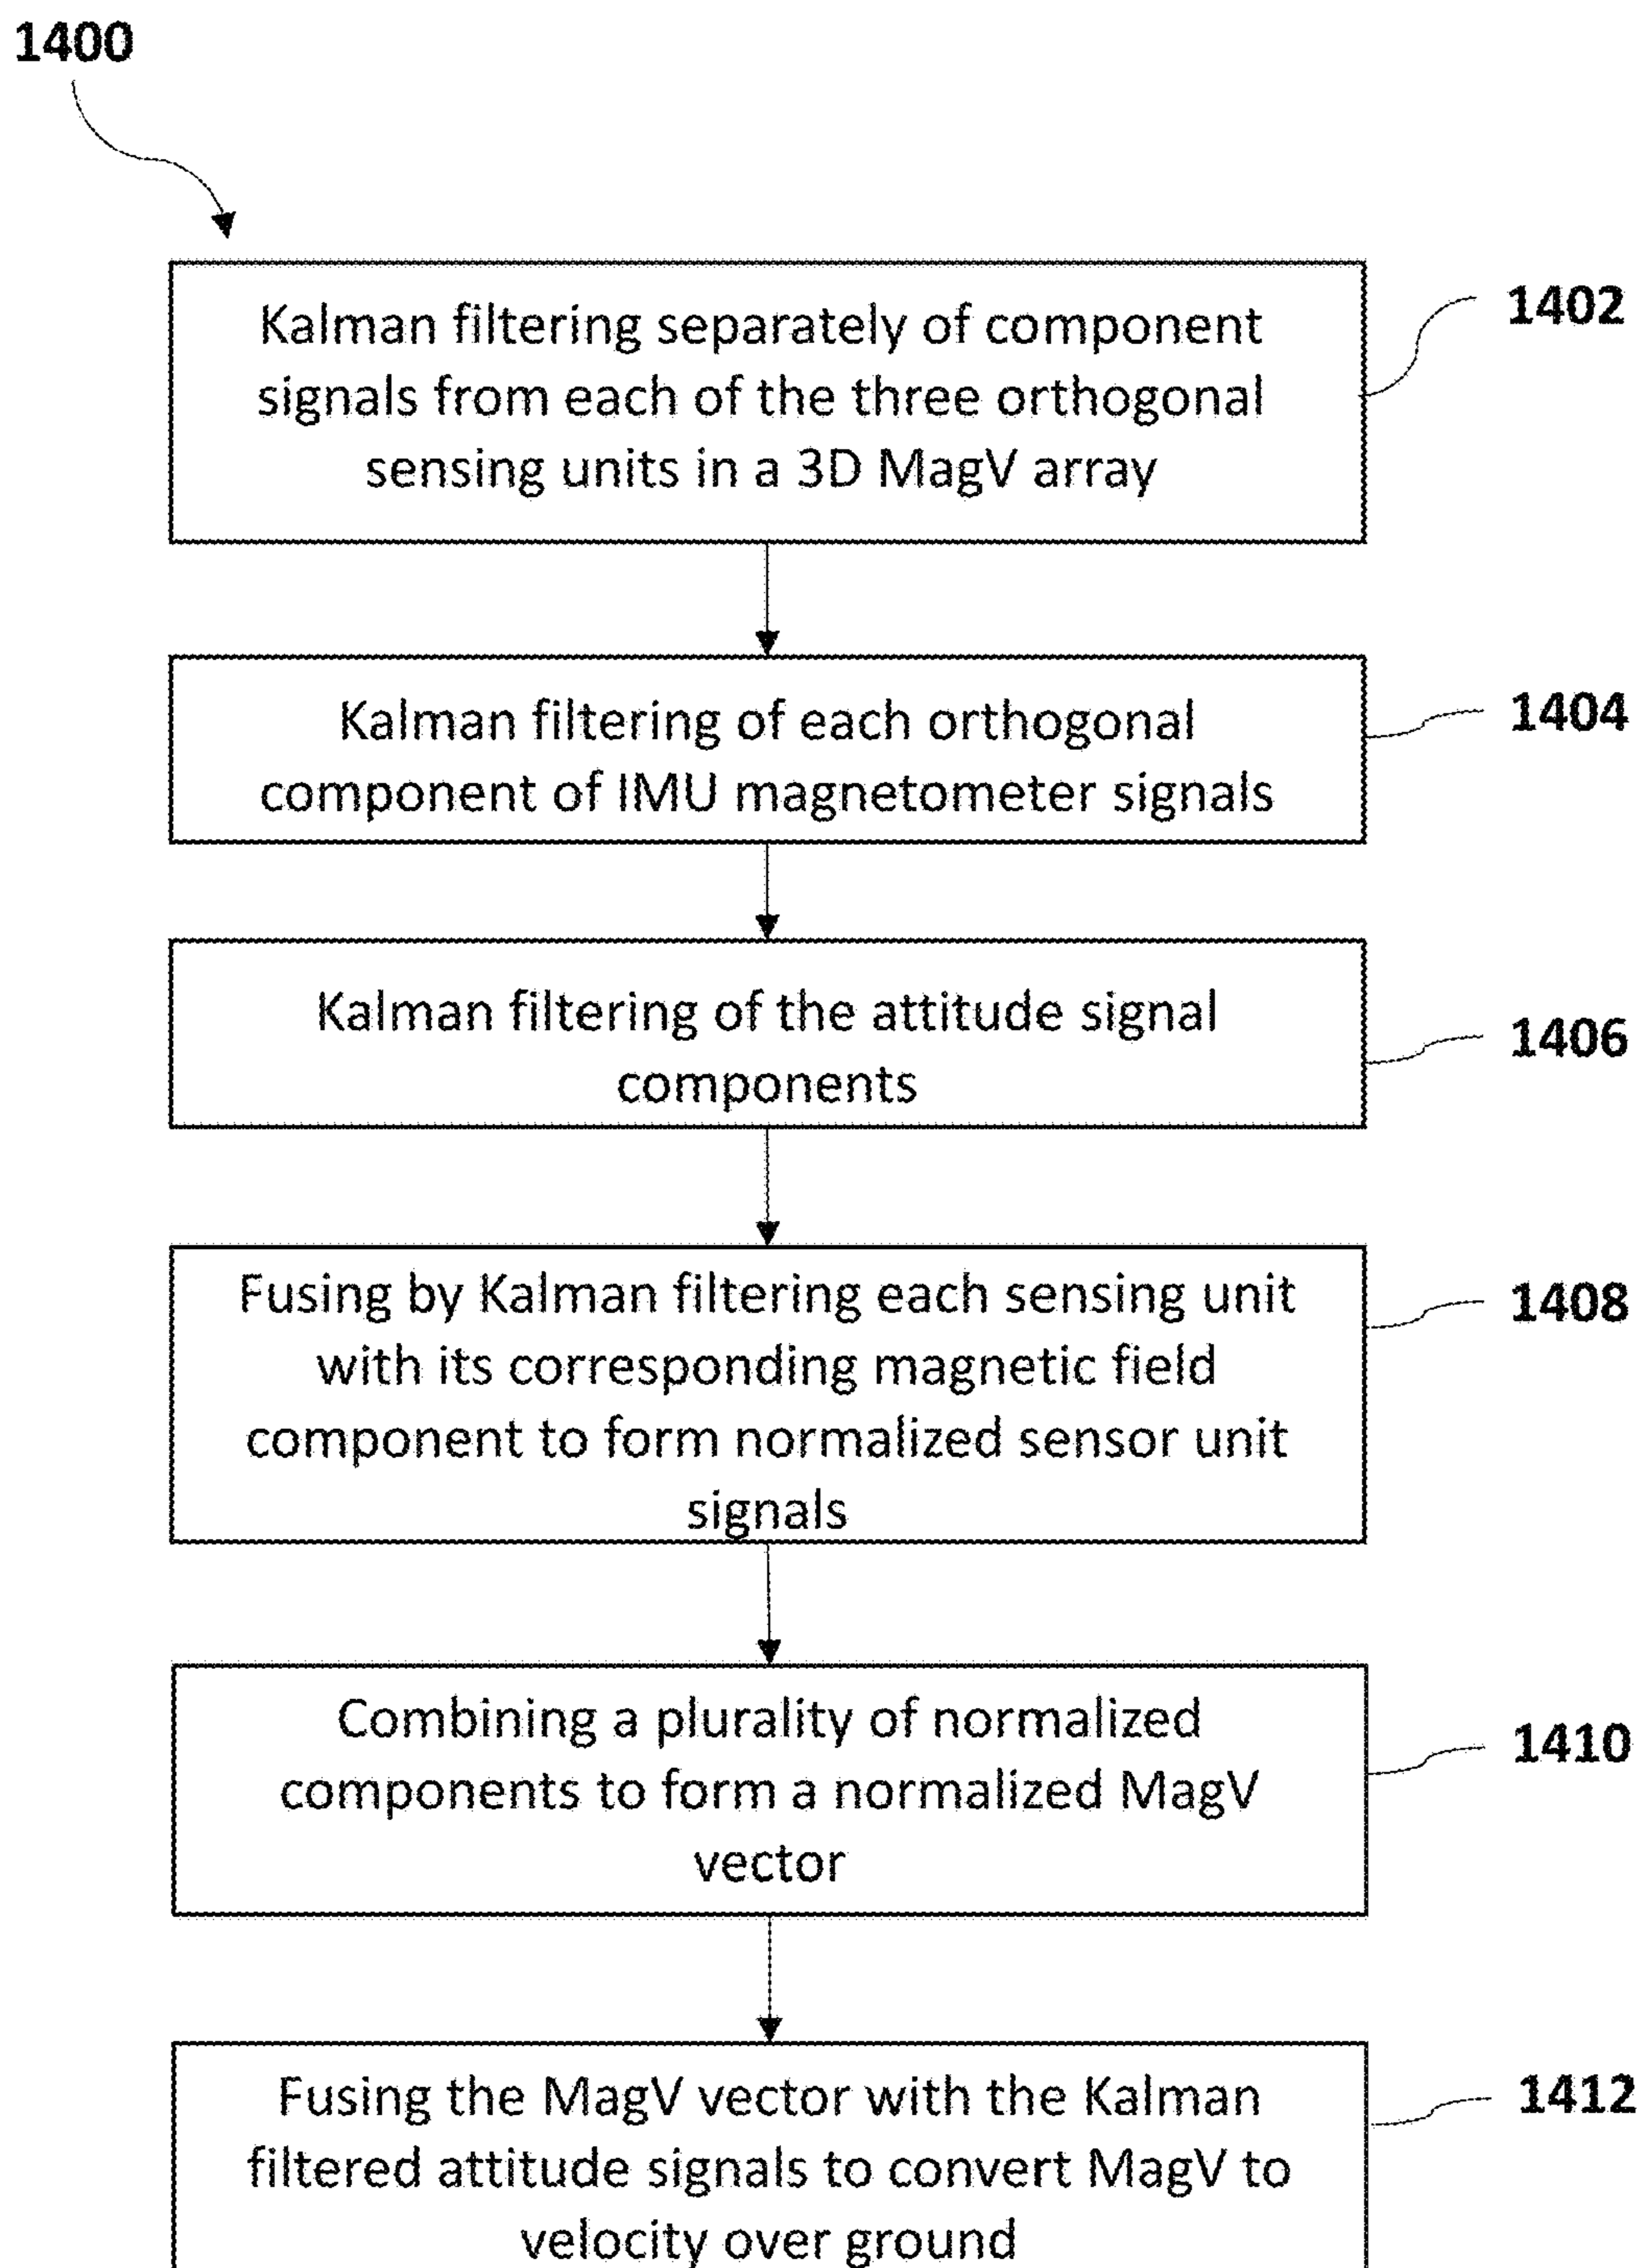 1400
Kalman filtering separately of component
signals from each of the three orthogonal
sensing units in a 3D MagV array
1402
Kalman filtering of each orthogonal
component of IMU magnetometer signals
1404
Kalman filtering of the attitude signal
components
1406
Fusing by Kalman filtering each sensing unit
with its corresponding magnetic field
component to form normalized sensor unit
signals
1408
Combining a plurality of normalized
components to form a normalized MagV
vector
1410
Fusing the MagV vector with the Kalman
filtered attitude signals to convert MagV to
velocity over ground
1412